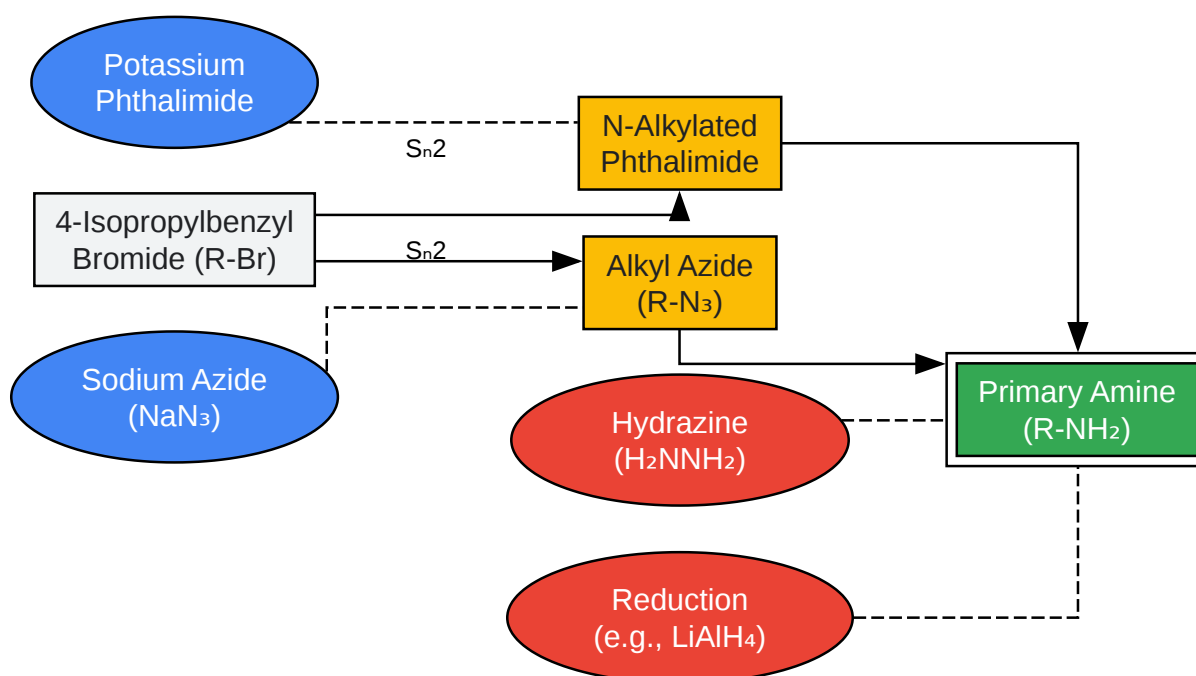 Potassium
Phthalimide
N-Alkylated
Phthalimide
Sₙ2
4-Isopropylbenzyl
Bromide (R-Br)
Sₙ2
Alkyl Azide
(R-N₃)
Sodium Azide
(NaN₃)
Hydrazine
(H₂NNH₂)
Primary Amine
(R-NH₂)
Reduction
(e.g., LiAlH₄)